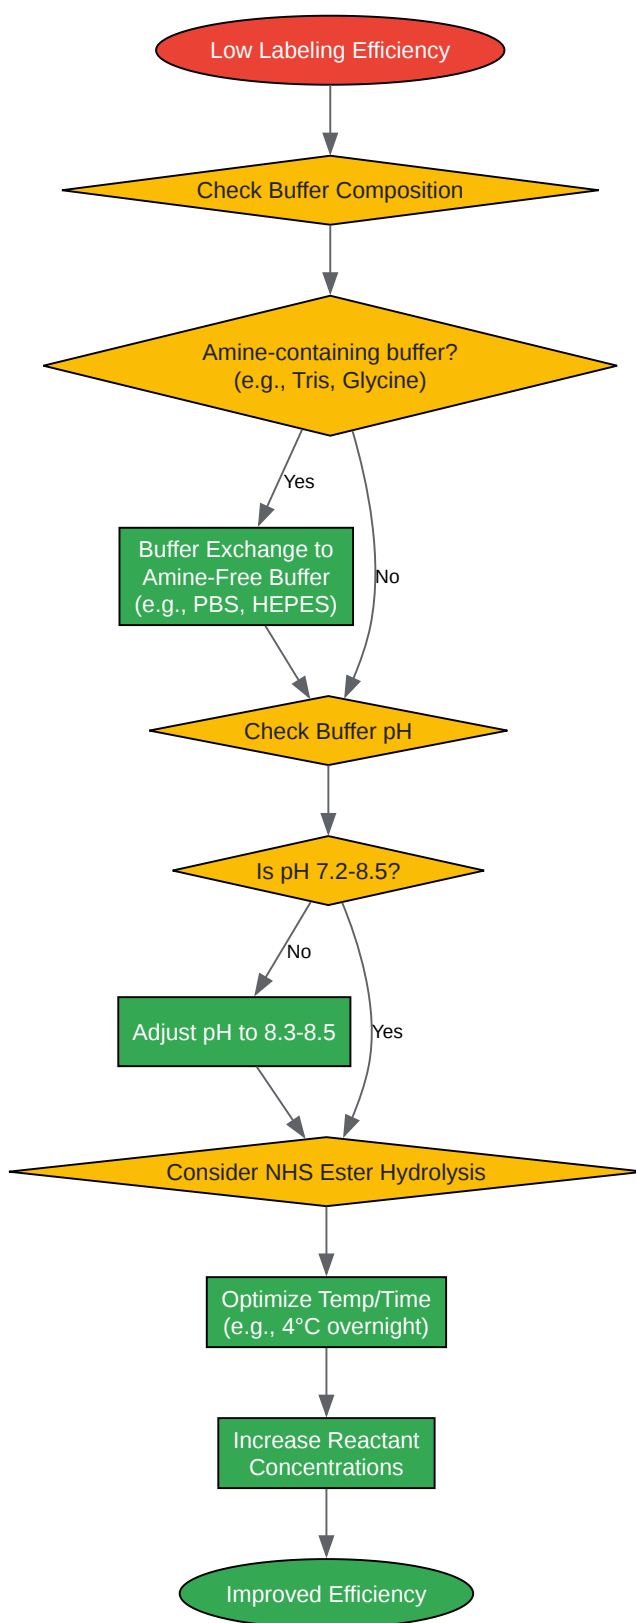 Low Labeling Efficiency
Check Buffer Composition
Amine-containing buffer?
(e.g., Tris, Glycine)
Yes
Buffer Exchange to
Amine-Free Buffer
(e.g., PBS, HEPES)
No
Check Buffer pH
Is pH 7.2-8.5?
No
Adjust pH to 8.3-8.5
Yes
Consider NHS Ester Hydrolysis
Optimize Temp/Time
(e.g., 4°C overnight)
Increase Reactant
Concentrations
Improved Efficiency